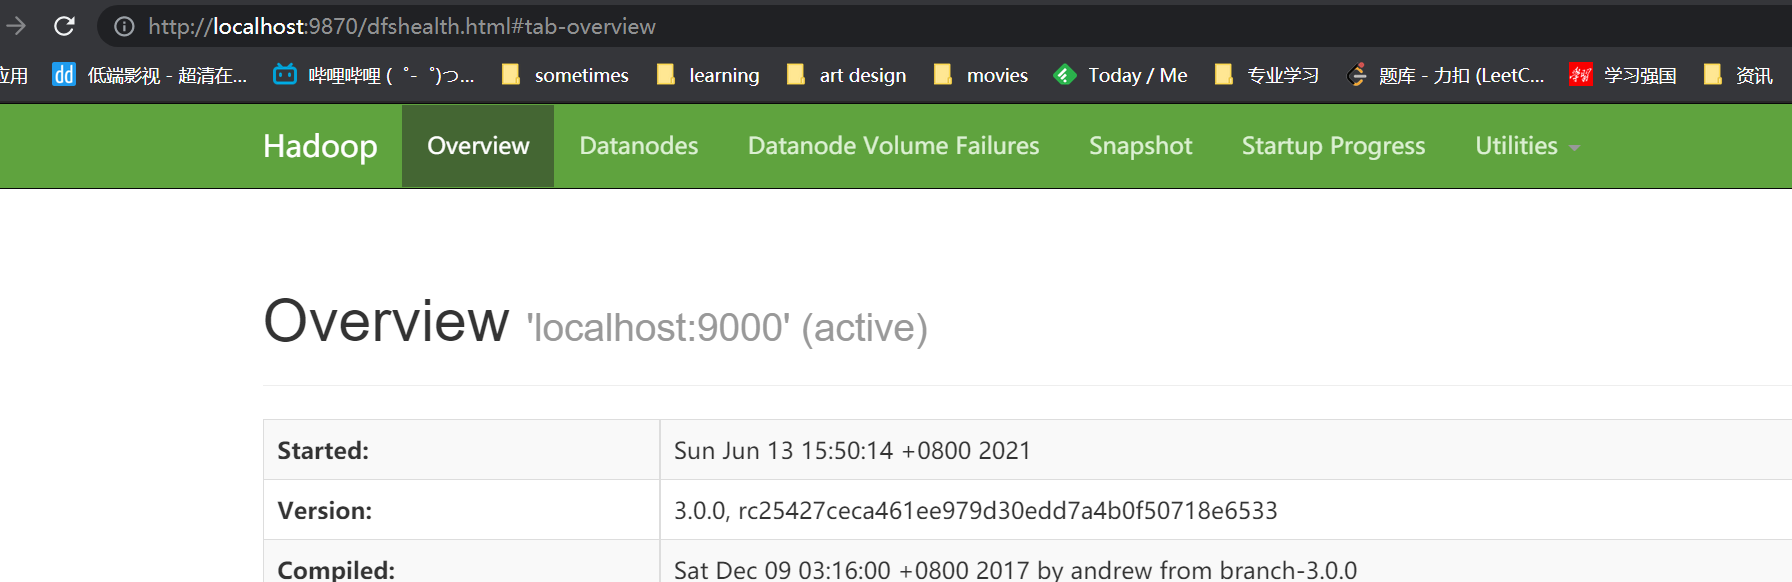 http://localhost:9870/dfshealth.html#tab-overview
应用 低端影视 - 超清在... 哔哩哔哩 ( ゜- ゜)つ... sometimes learning art design movies Today / Me 专业学习 题库 - 力扣 (LeetC... 学习强国 资讯
Hadoop Overview Datanodes Datanode Volume Failures Snapshot Startup Progress Utilities
Overview 'localhost:9000' (active)
Started: Sun Jun 13 15:50:14 +0800 2021
Version: 3.0.0, rc25427ceca461ee979d30edd7a4b0f50718e6533
Compiled: Sat Dec 09 03:16:00 +0800 2017 by andrew from branch-3.0.0